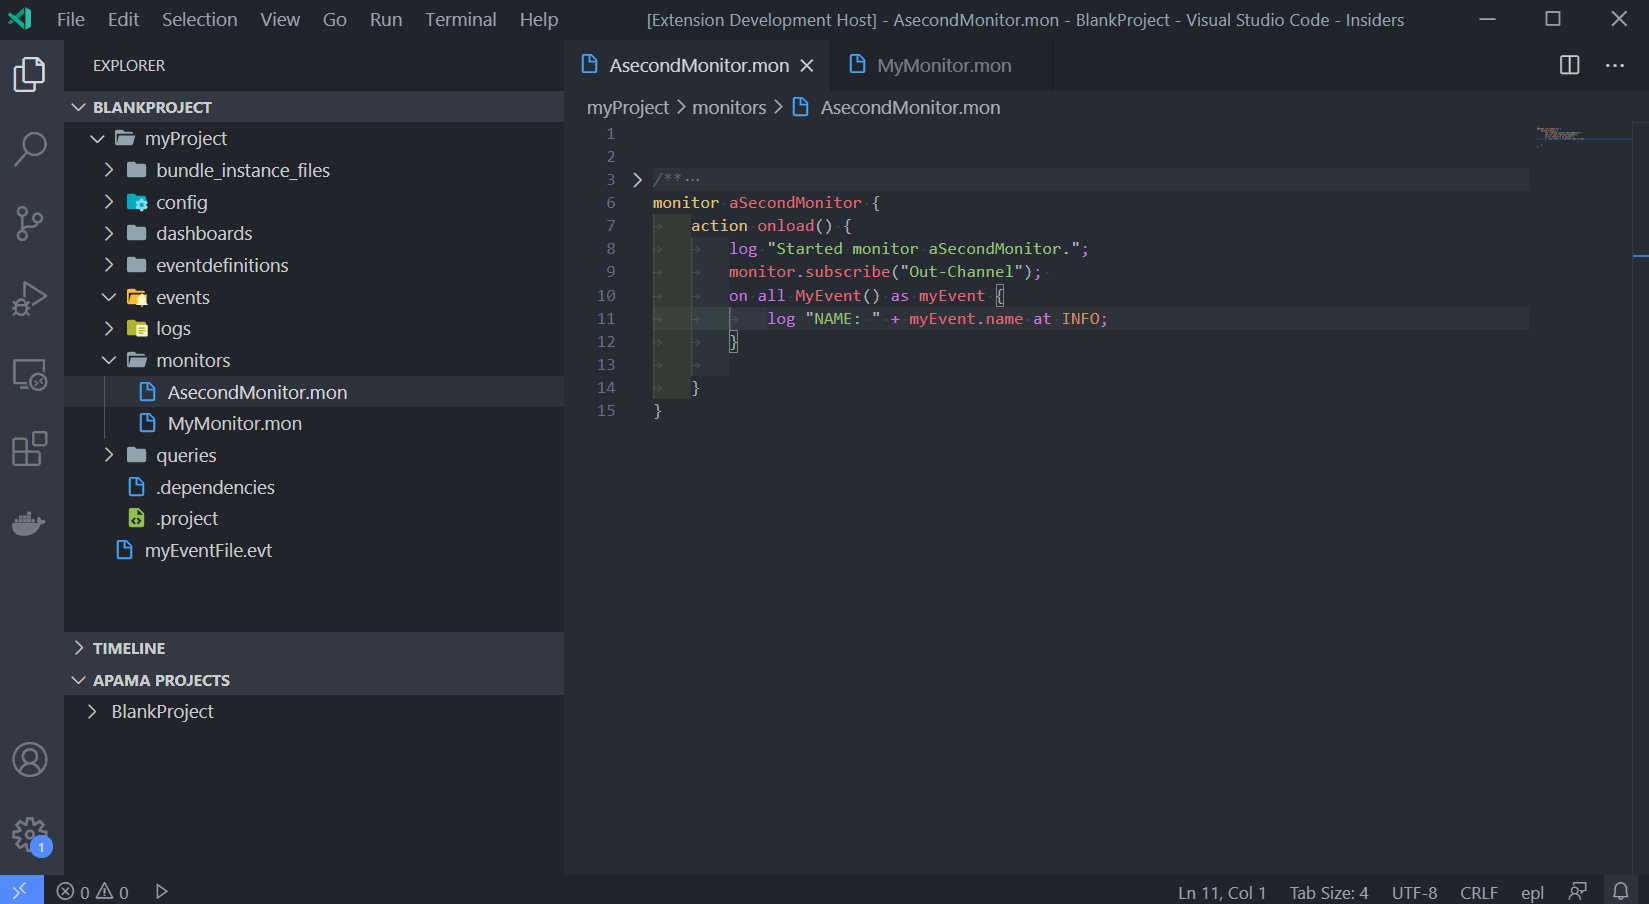 File Edit Selection View Go Run Terminal Help [Extension Development Host] - AsecondMonitor.mon - BlankProject - Visual Studio Code - Insiders
EXPLORER
BLANKPROJECT
myProject
bundle_instance_files
config
dashboards
eventdefinitions
events
logs
monitors
AsecondMonitor.mon
MyMonitor.mon
queries
.dependencies
.project
myEventFile.evt
TIMELINE
APAMA PROJECTS
BlankProject
AsecondMonitor.mon MyMonitor.mon
myProject > monitors > AsecondMonitor.mon
1
2
3 /** ...
6 monitor aSecondMonitor {
7 action onload() {
8 log "Started monitor aSecondMonitor.";
9 monitor.subscribe("Out-Channel");
10 on all MyEvent() as myEvent {
11 log "NAME: " + myEvent.name at INFO;
12 }
13
14 }
15 }
1
0 0 Ln 11, Col 1 Tab Size: 4 UTF-8 CRLF epl